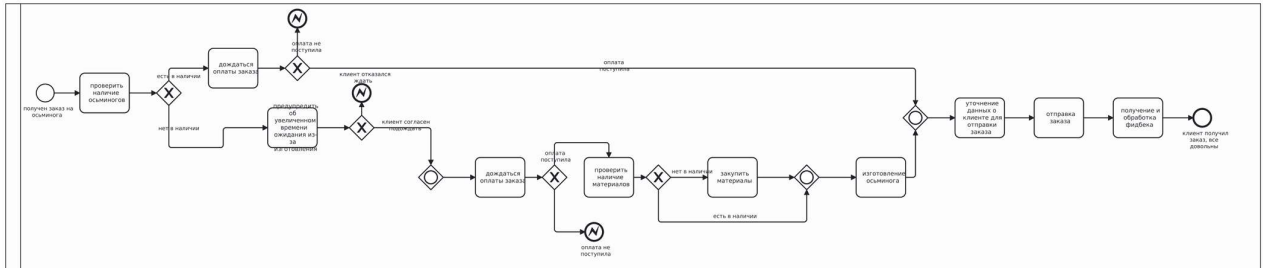 получен заказ на
осьминога
проверить
наличие
осьминогов
есть в наличии
нет в наличии
дождаться
оплаты заказа
оплата не
поступила
оплата
поступила
предупредить
об
увеличенном
времени
ожидания из-
за
изготовления
клиент отказался
ждать
клиент согласен
подождать
дождаться
оплаты заказа
оплата
поступила
оплата не
поступила
проверить
наличие
материалов
нет в наличии
есть в наличии
закупить
материалы
изготовление
осьминога
уточнение
данных о
клиенте для
отправки
заказа
отправка
заказа
получение и
обработка
фидбека
клиент получил
заказ, все
довольны